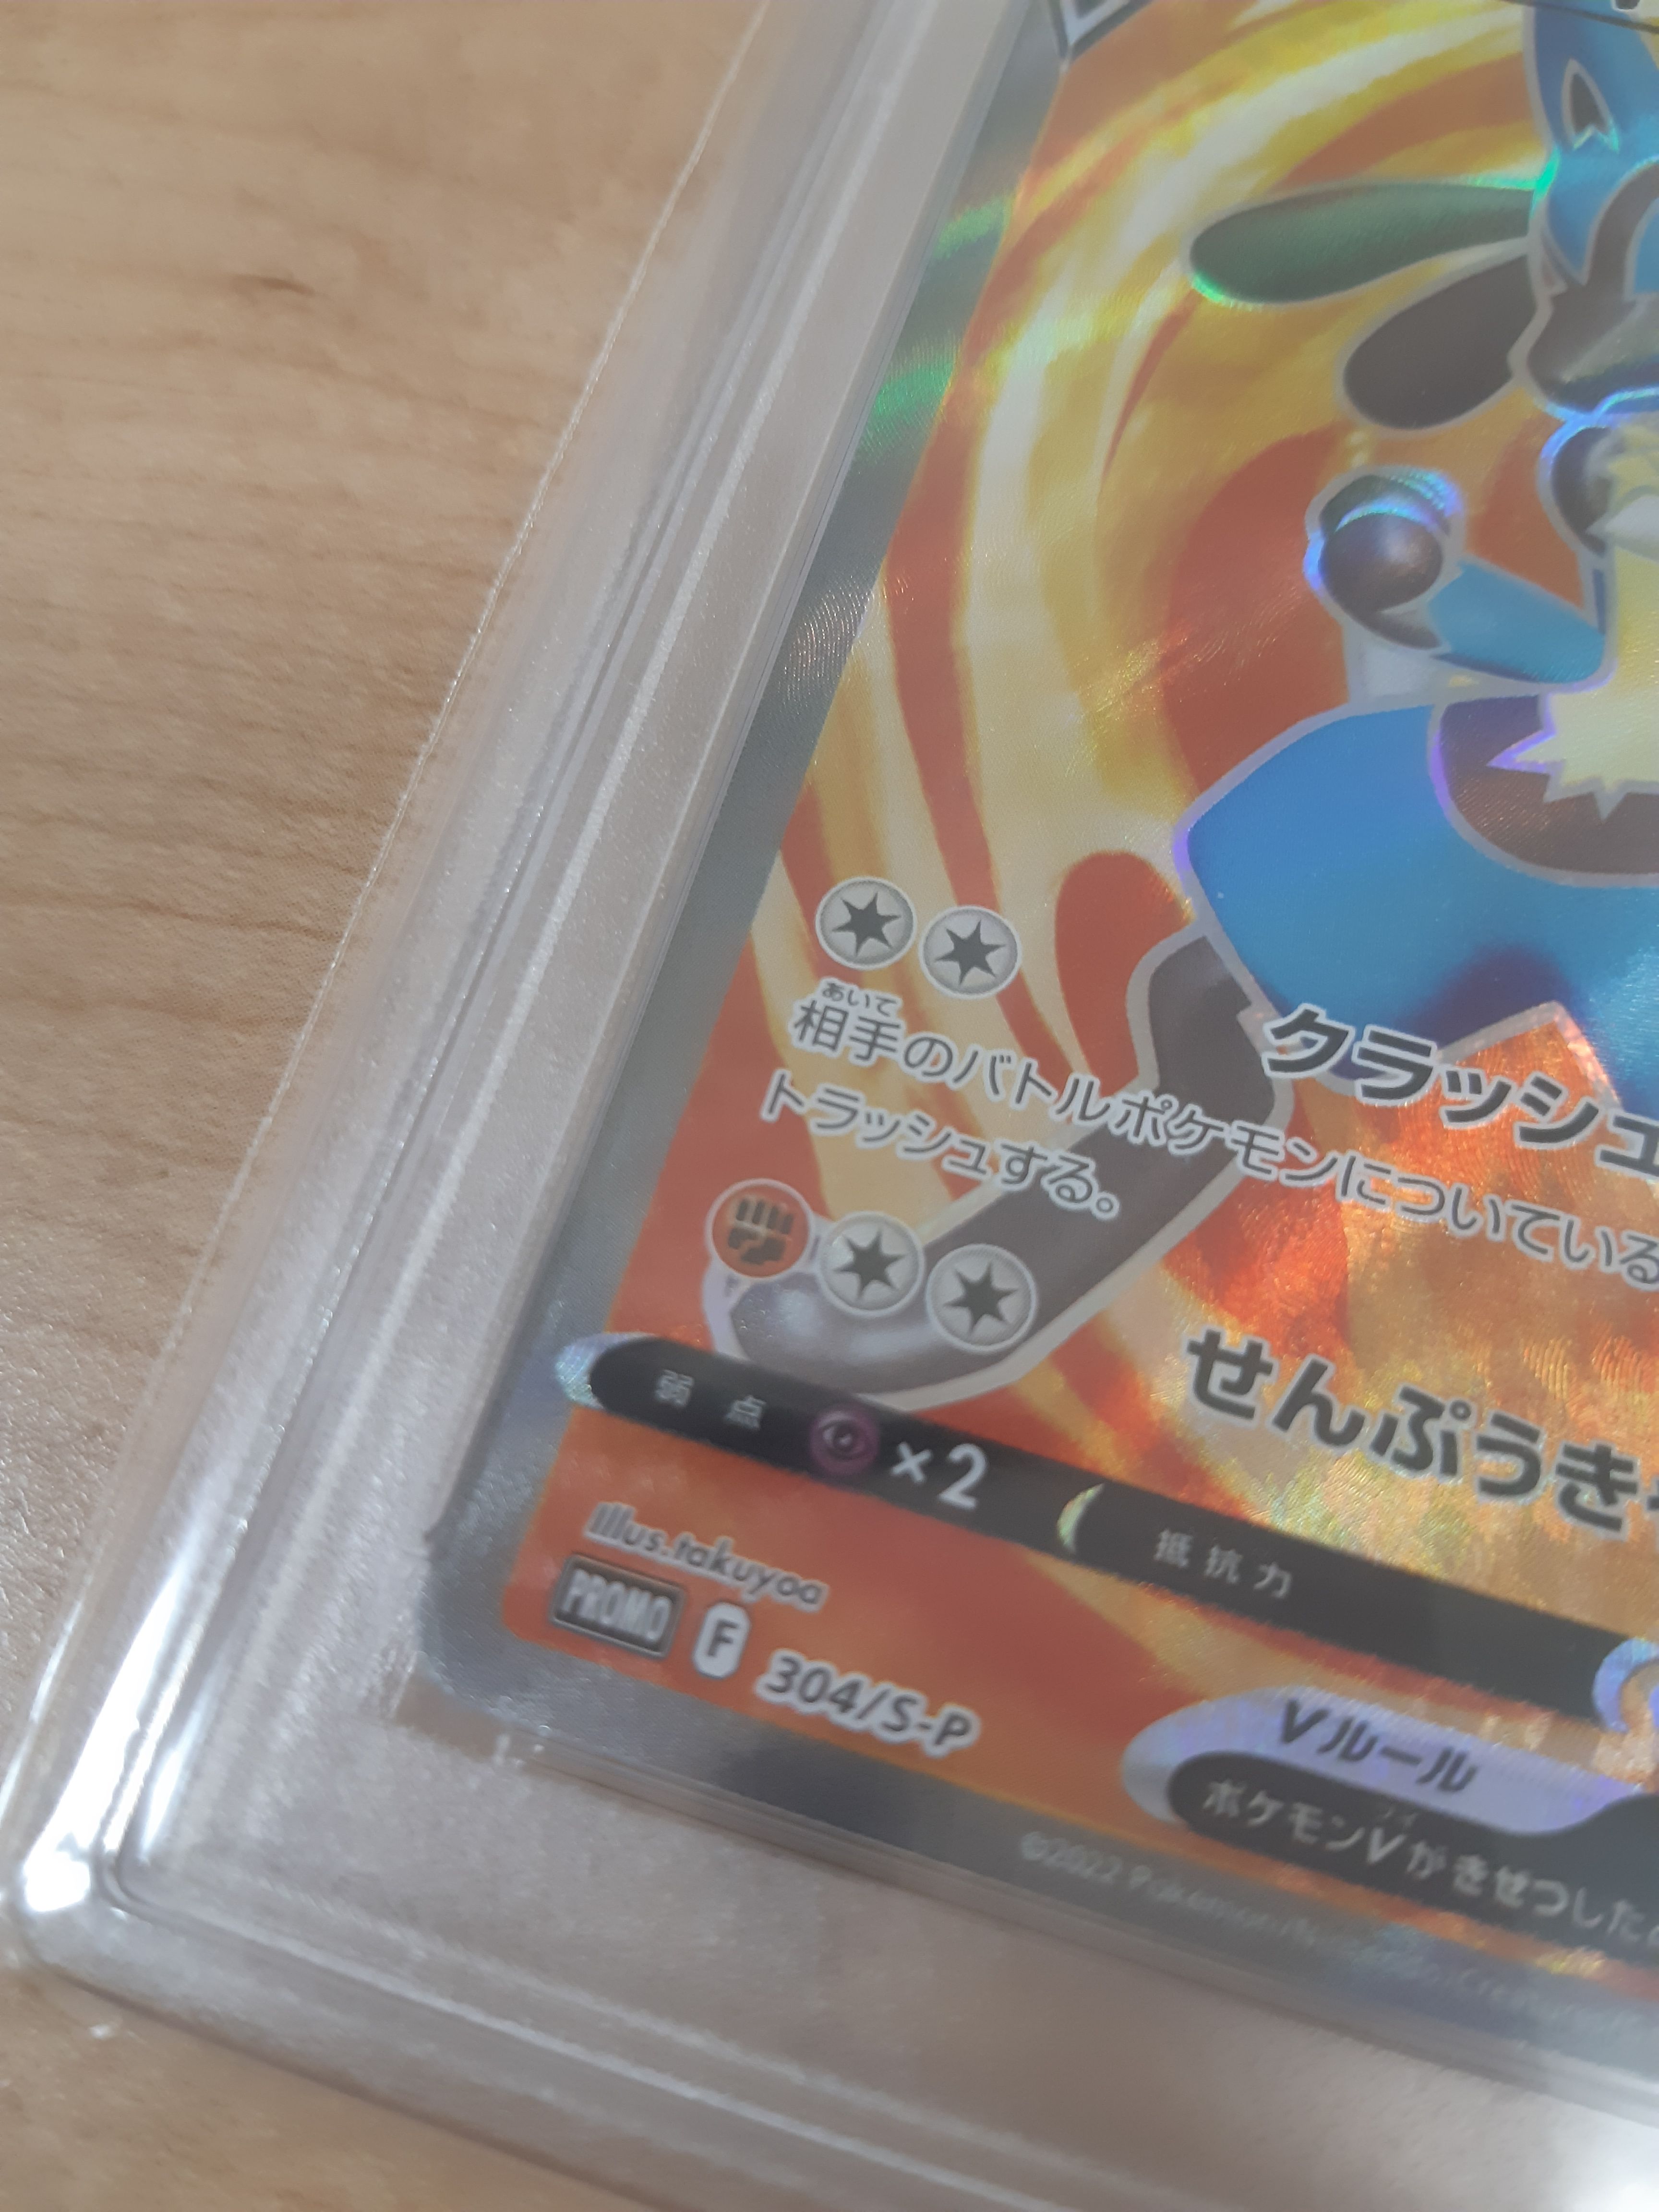 クラッシュ
あいて
相手のバトルポケモンについている
トラッシュする。
せんぷうき
弱点 ×2
抵抗力
Illus.takuyoa
PROMO F 304/S-P
Vルール
ポケモンVがきぜつした
©2022 Pokémon